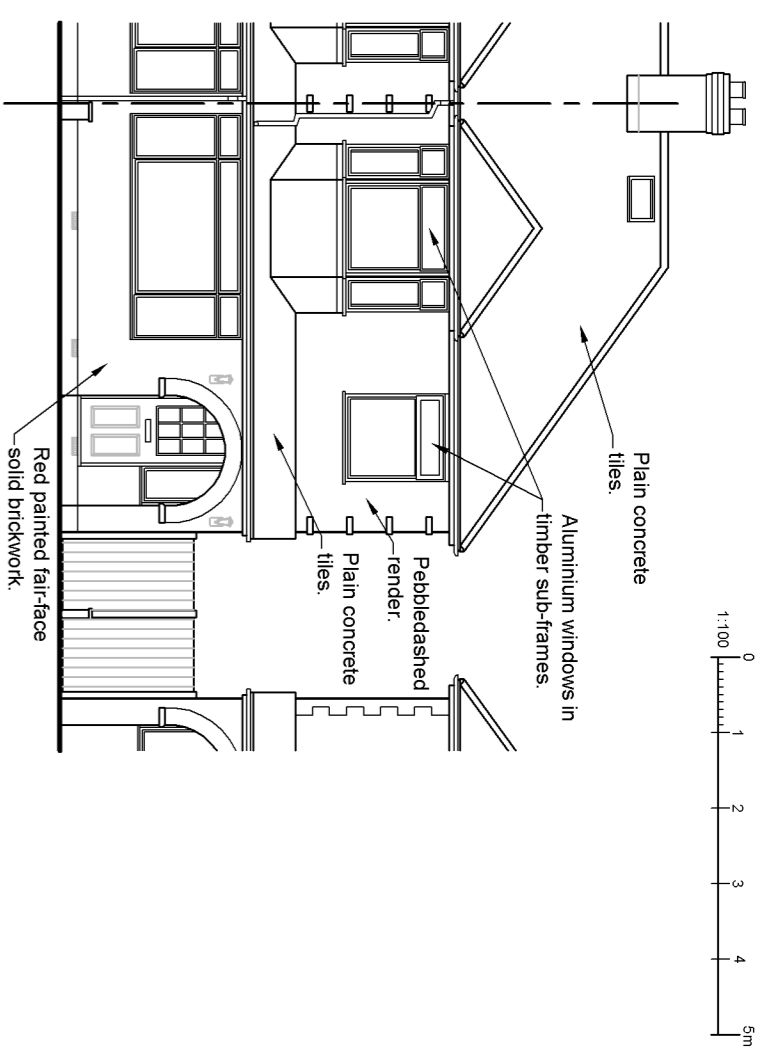 Plain concrete
tiles.
Aluminium windows in
timber sub-frames.
Pebbledashed
render.
Plain concrete
tiles.
Red painted fair-face
solid brickwork.
1:100
0
1
2
3
4
5m